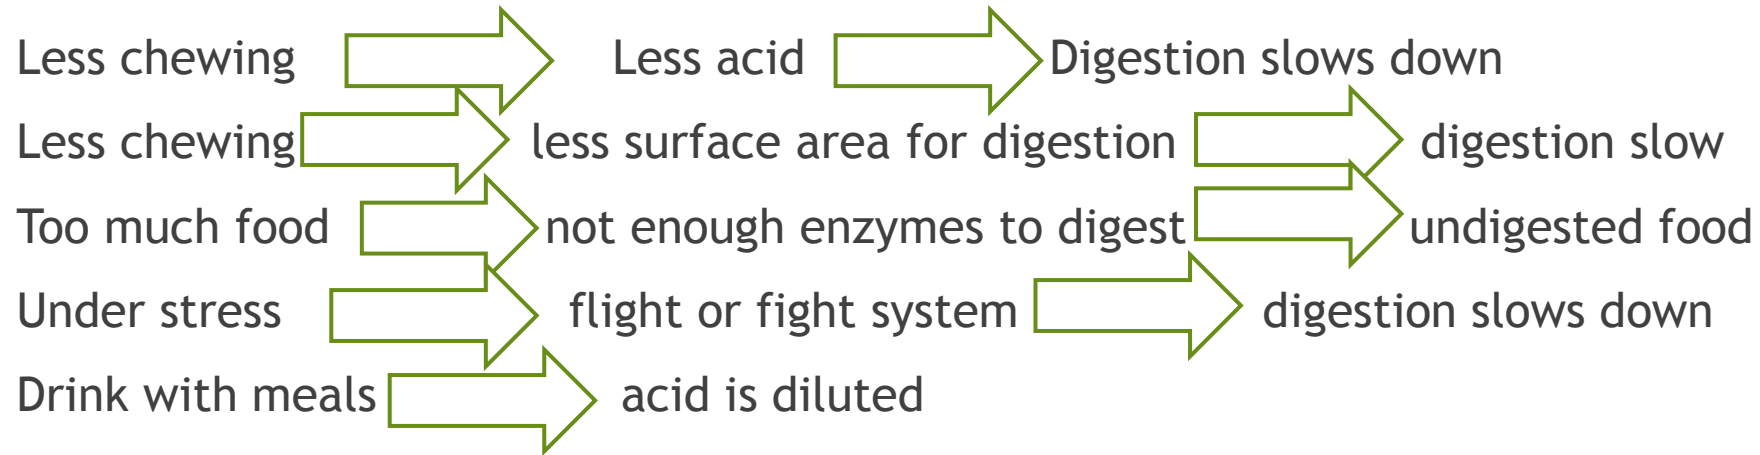 Less chewing Less acid Digestion slows down
Less chewing less surface area for digestion digestion slow
Too much food not enough enzymes to digest undigested food
Under stress flight or fight system digestion slows down
Drink with meals acid is diluted